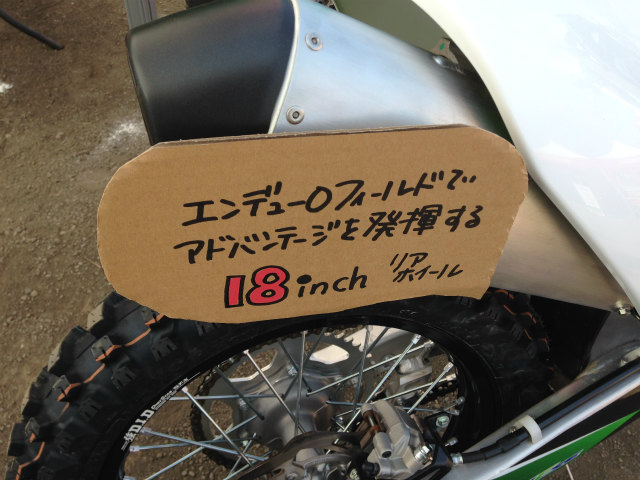 エンデューロフィールドで
アドバンテージを発揮する
18inch リア
ホイール
D.I.D